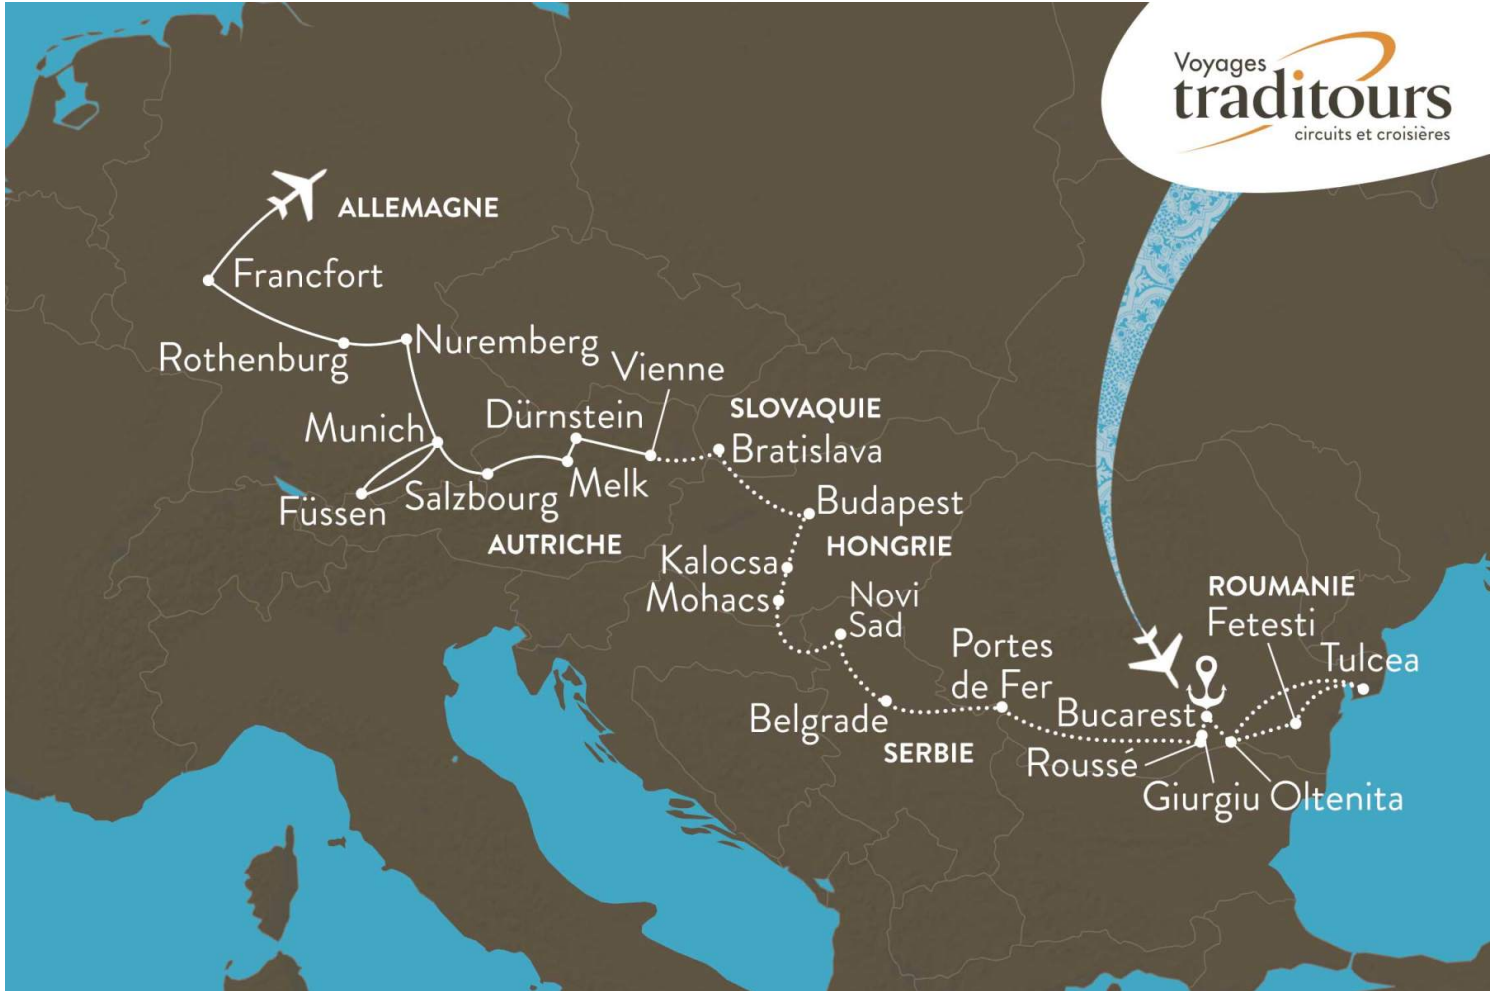 Voyages
traditours
circuits et croisières
ALLEMAGNE
Francfort
Rothenburg
Nuremberg
Vienne
Munich
Dürnstein
SLOVAQUIE
Bratislava
Füssen
Salzbourg
Melk
Budapest
AUTRICHE
HONGRIE
Kalocsa
Mohacs
Novi
Sad
ROUMANIE
Fetesti
Portes
de Fer
Tulcea
Belgrade
Bucarest
SERBIE
Roussé
Giurgiu
Oltenita